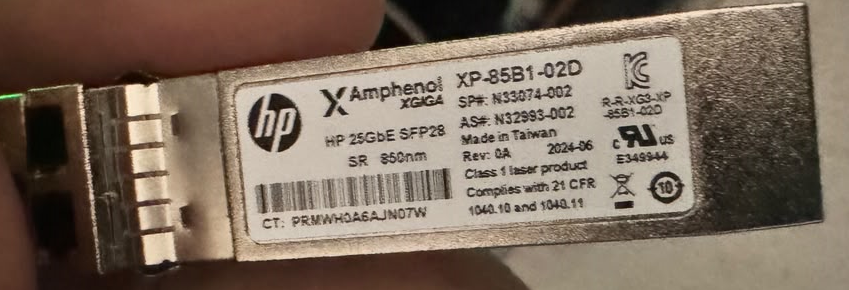 hp
Amphenol
XGIGA
HP 25GbE SFP28
SR 850nm
CT: PRMWH0A6AJN07W
XP-85B1-02D
SP#: N33074-002
AS#: N32993-002
Made in Taiwan
Rev: 0A 2024-06
Class 1 laser product
Complies with 21 CFR
1040.10 and 1040.11
R-R-XG3-XP
-85B1-02D
c UL us
E349944
10